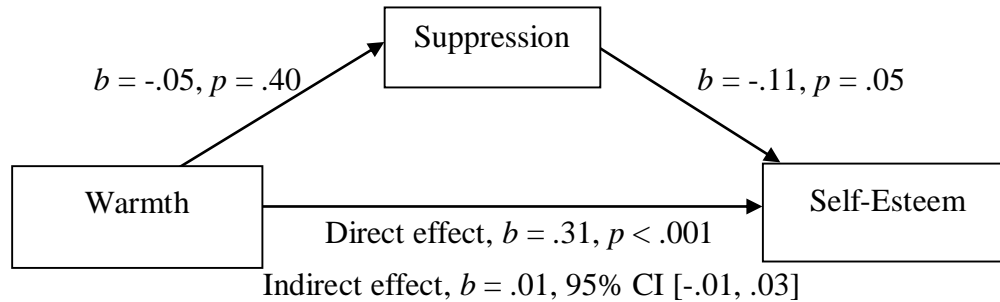 Suppression
b = -.05, p = .40
b = -.11, p = .05
Warmth
Self-Esteem
Direct effect, b = .31, p < .001
Indirect effect, b = .01, 95% CI [-.01, .03]